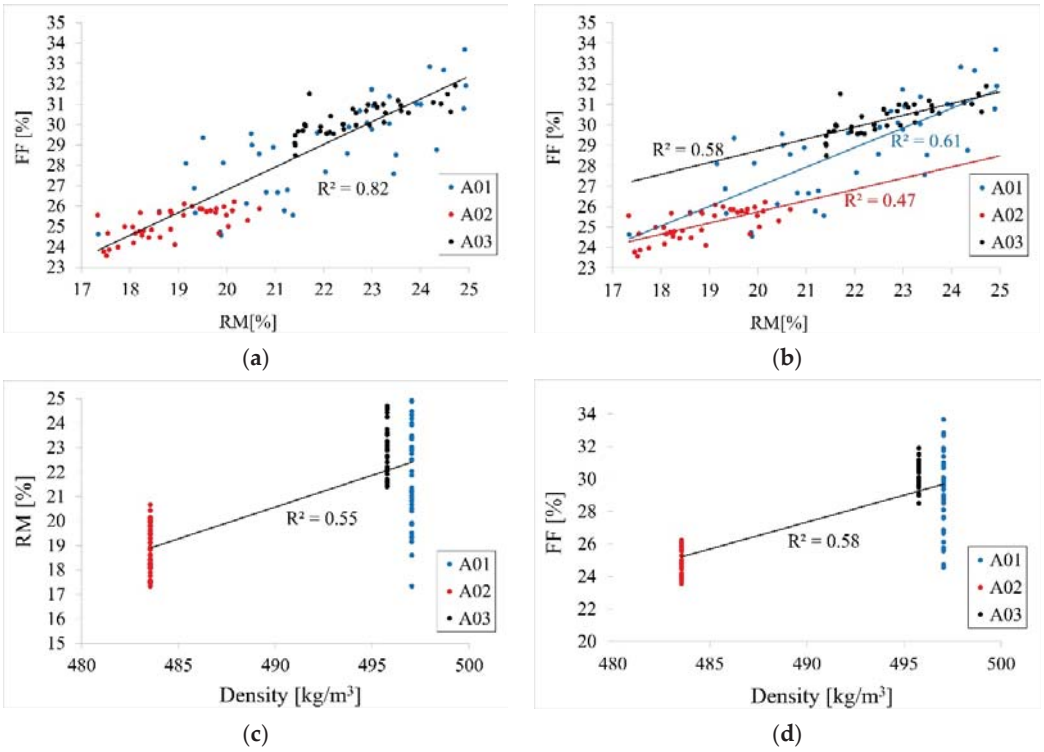 35
34
33
32
31
30
29
28
27
26
25
24
23
FF [%]
R² = 0.82
A01
A02
A03
17 18 19 20 21 22 23 24 25
RM[%]
(a)
35
34
33
32
31
30
29
28
27
26
25
24
23
FF [%]
R² = 0.58
R² = 0.61
R² = 0.47
A01
A02
A03
17 18 19 20 21 22 23 24 25
RM[%]
(b)
25
24
23
22
21
20
19
18
17
16
15
RM [%]
R² = 0.55
A01
A02
A03
480 485 490 495 500
Density [kg/m³]
(c)
34
32
30
28
26
24
22
20
FF [%]
R² = 0.58
A01
A02
A03
480 485 490 495 500
Density [kg/m³]
(d)